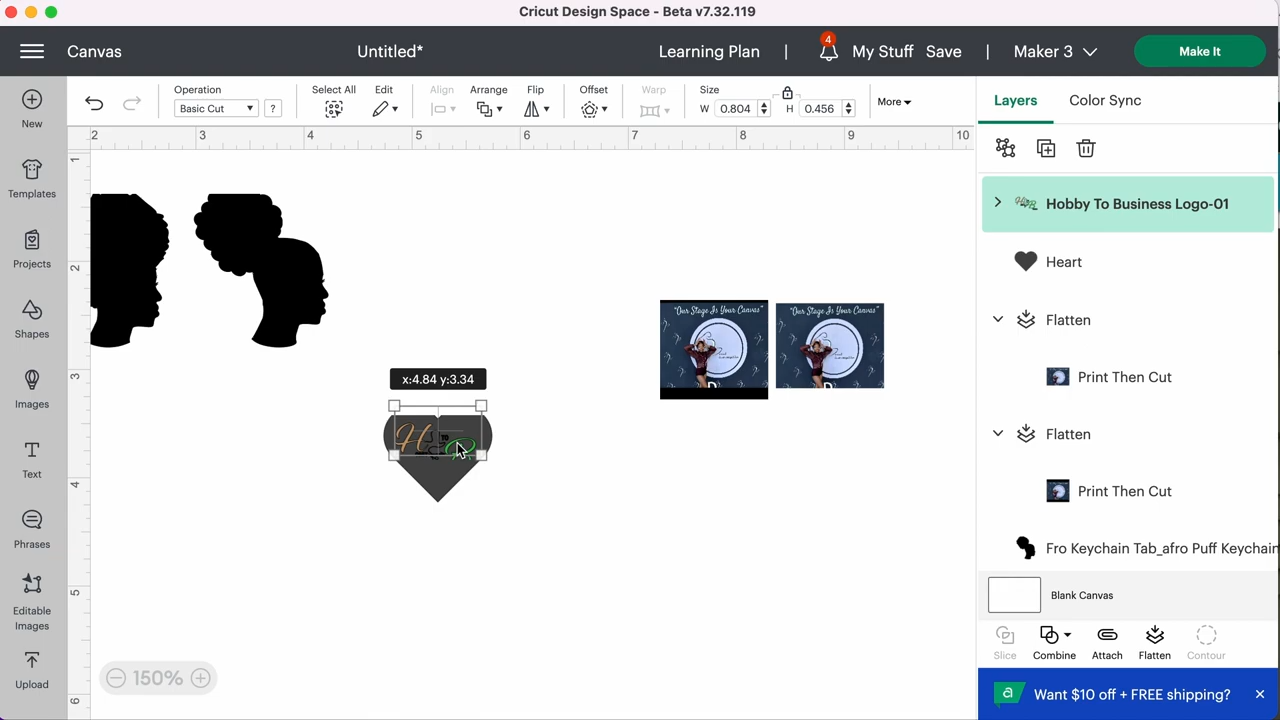 Cricut Design Space - Beta v7.32.119
Canvas
Untitled*
Learning Plan
|
4
My Stuff
Save
|
Maker 3
Make It
New
Templates
Projects
Shapes
Images
Text
Phrases
Editable
Images
Upload
Operation
Basic Cut
?
Select All
Edit
Align
Arrange
Flip
Offset
Warp
Size
W 0.804
H 0.456
More
2 3 4 5 6 7 8 9 10
1
2
3
4
5
6
"Our Stage Is Your Canvas"
"Our Stage Is Your Canvas"
x:4.84 y:3.34
H
TO
150%
Layers
Color Sync
Hobby To Business Logo-01
Heart
Flatten
Print Then Cut
Flatten
Print Then Cut
Fro Keychain Tab_afro Puff Keychain
Blank Canvas
Slice
Combine
Attach
Flatten
Contour
a
Want $10 off + FREE shipping?